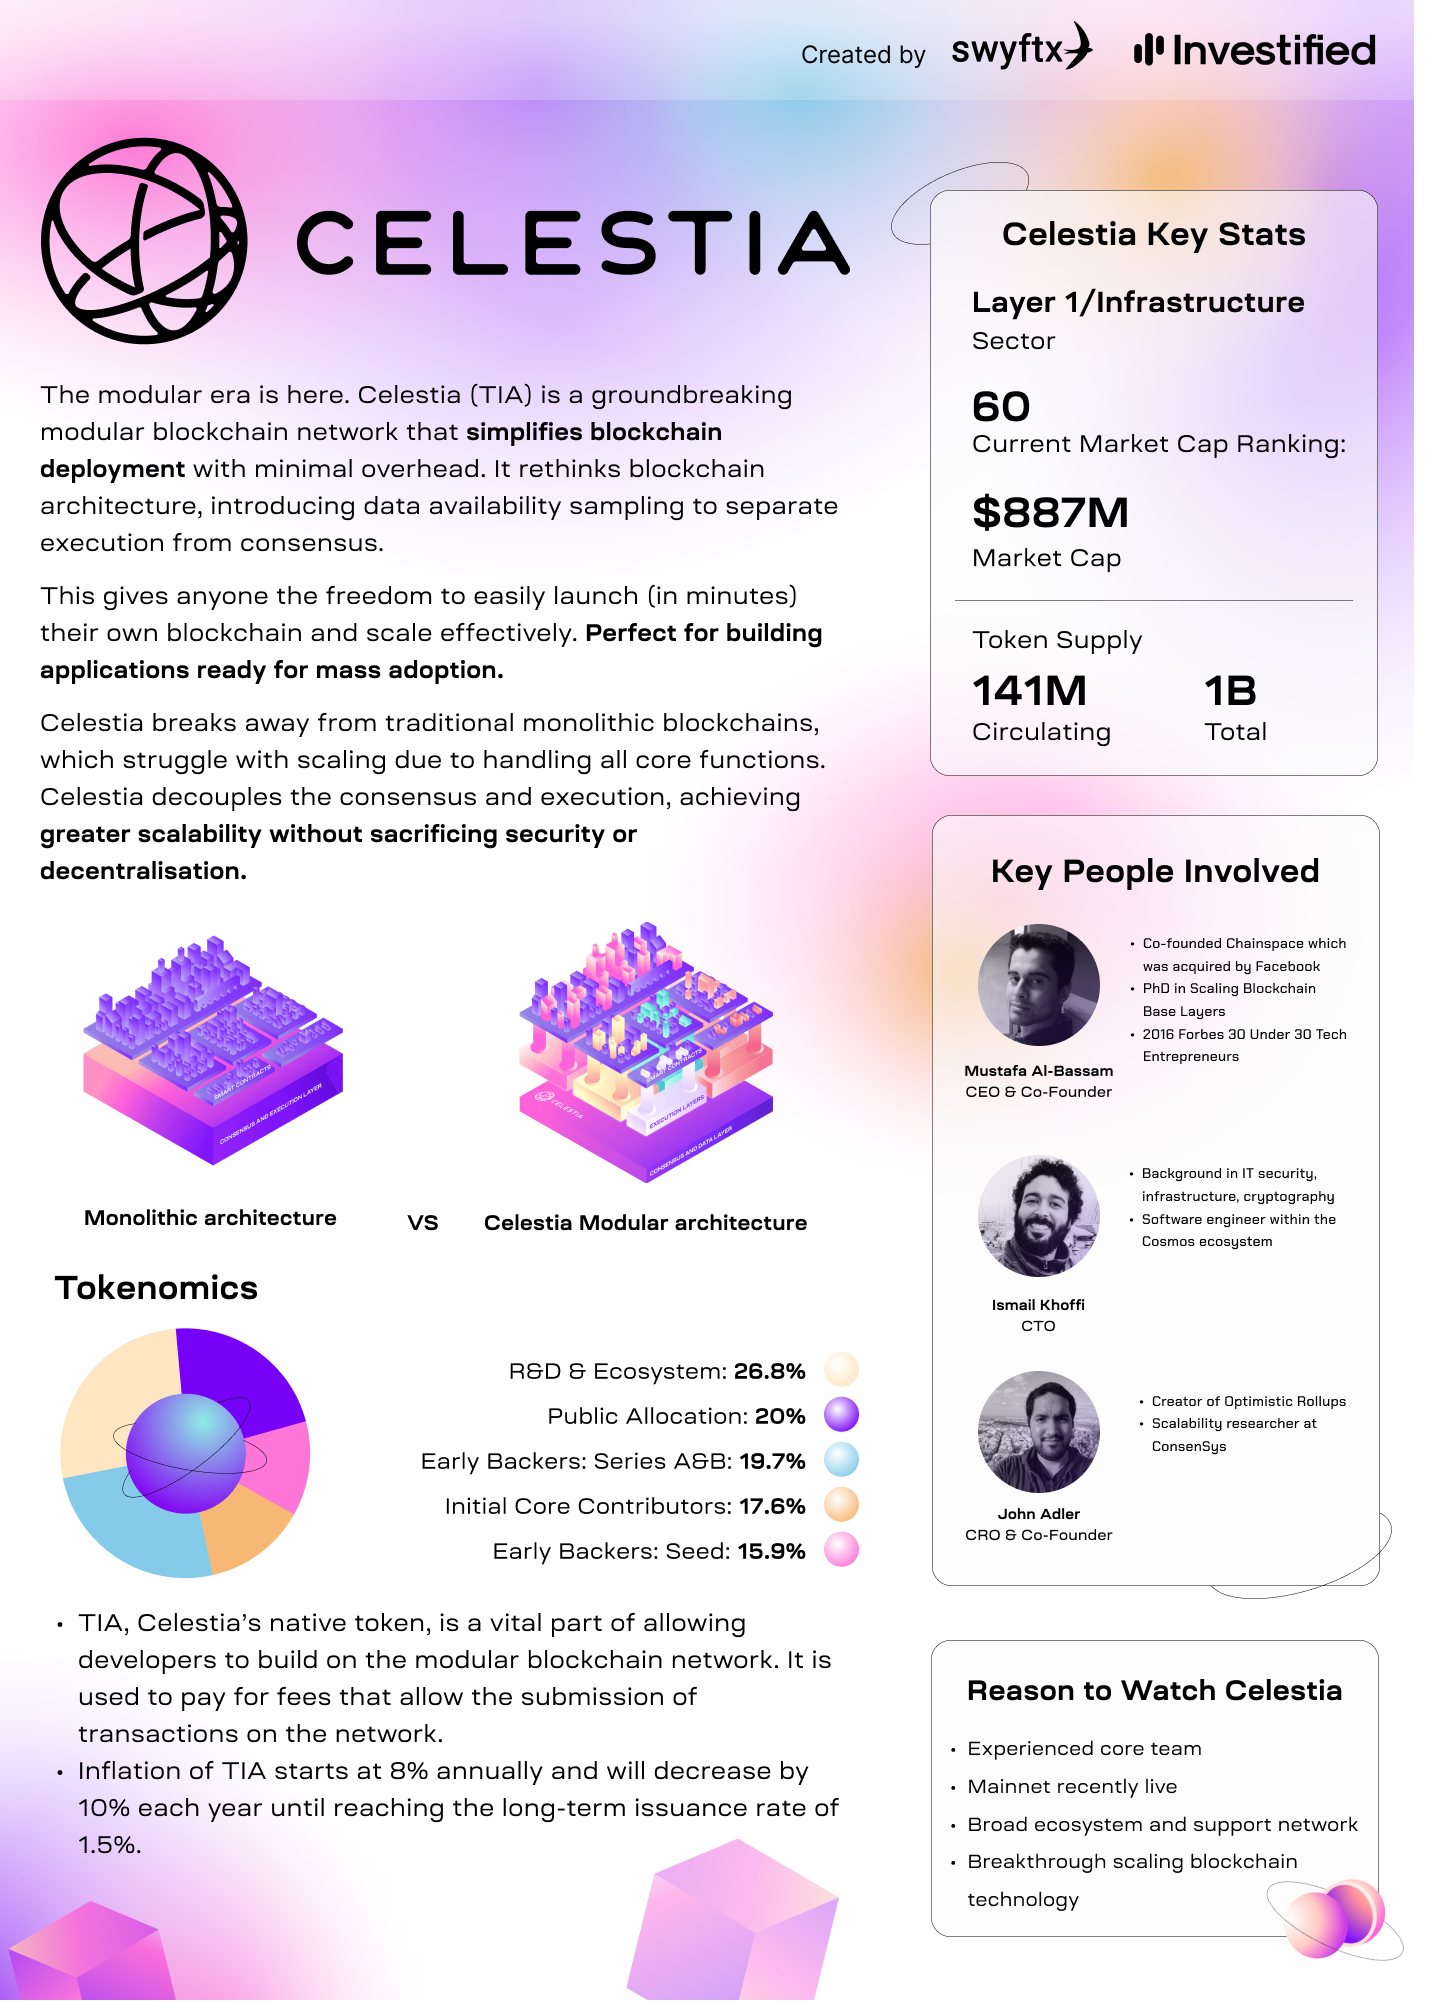 Created by swyftx Investified
CELESTIA
The modular era is here. Celestia (TIA) is a groundbreaking
modular blockchain network that simplifies blockchain
deployment with minimal overhead. It rethinks blockchain
architecture, introducing data availability sampling to separate
execution from consensus.
This gives anyone the freedom to easily launch (in minutes)
their own blockchain and scale effectively. Perfect for building
applications ready for mass adoption.
Celestia breaks away from traditional monolithic blockchains,
which struggle with scaling due to handling all core functions.
Celestia decouples the consensus and execution, achieving
greater scalability without sacrificing security or
decentralisation.
SMART CONTRACTS
CONSENSUS AND EXECUTION LAYER
Monolithic architecture
VS
SMART CONTRACTS
EXECUTION LAYERS
CELESTIA
CONSENSUS AND DATA LAYER
Celestia Modular architecture
Tokenomics
R&D & Ecosystem: 26.8%
Public Allocation: 20%
Early Backers: Series A&B: 19.7%
Initial Core Contributors: 17.6%
Early Backers: Seed: 15.9%
• TIA, Celestia’s native token, is a vital part of allowing
developers to build on the modular blockchain network. It is
used to pay for fees that allow the submission of
transactions on the network.
• Inflation of TIA starts at 8% annually and will decrease by
10% each year until reaching the long-term issuance rate of
1.5%.
Celestia Key Stats
Layer 1/Infrastructure
Sector
60
Current Market Cap Ranking:
$887M
Market Cap
Token Supply
141M 1B
Circulating Total
Key People Involved
• Co-founded Chainspace which
was acquired by Facebook
• PhD in Scaling Blockchain
Base Layers
• 2016 Forbes 30 Under 30 Tech
Entrepreneurs
Mustafa Al-Bassam
CEO & Co-Founder
• Background in IT security,
infrastructure, cryptography
• Software engineer within the
Cosmos ecosystem
Ismail Khoffi
CTO
• Creator of Optimistic Rollups
• Scalability researcher at
ConsenSys
John Adler
CRO & Co-Founder
Reason to Watch Celestia
• Experienced core team
• Mainnet recently live
• Broad ecosystem and support network
• Breakthrough scaling blockchain
technology